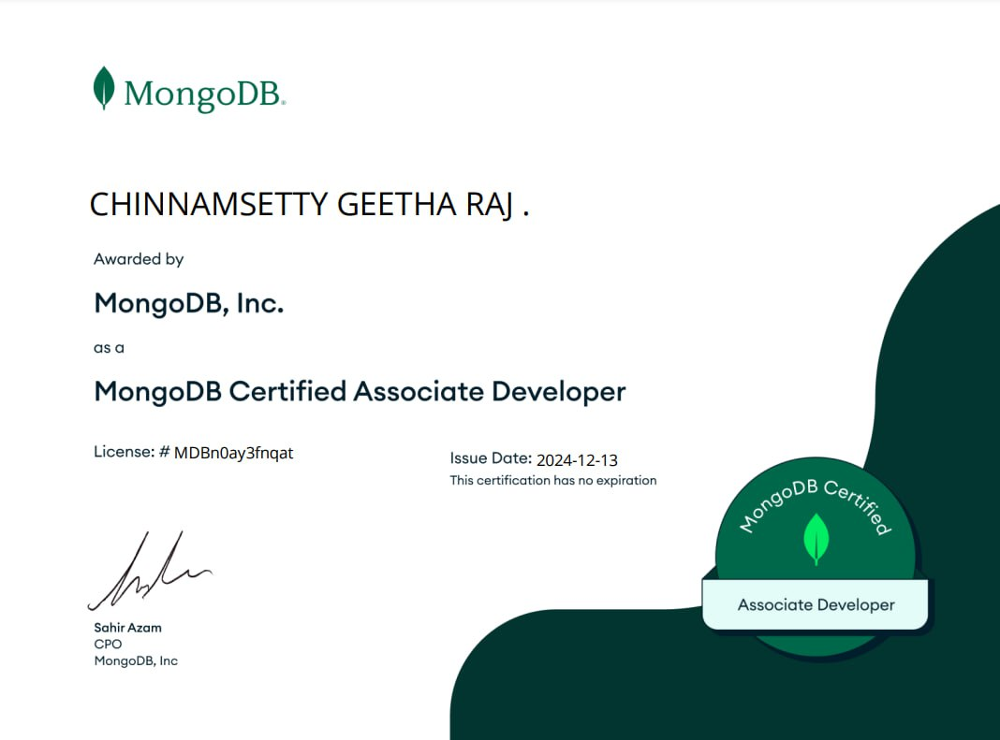 MongoDB®
CHINNAMSETTY GEETHA RAJ .
Awarded by
MongoDB, Inc.
as a
MongoDB Certified Associate Developer
License: # MDBn0ay3fnqat
Issue Date: 2024-12-13
This certification has no expiration
MongoDB Certified
Associate Developer
Sahir Azam
CPO
MongoDB, Inc